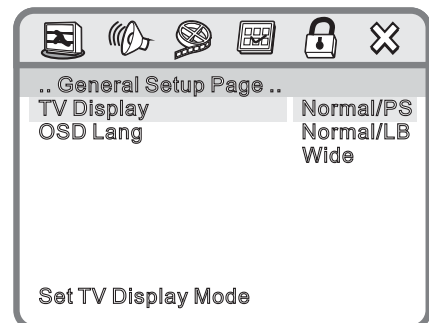 .. General Setup Page ..
TV Display Normal/PS
OSD Lang Normal/LB
Wide
Set TV Display Mode